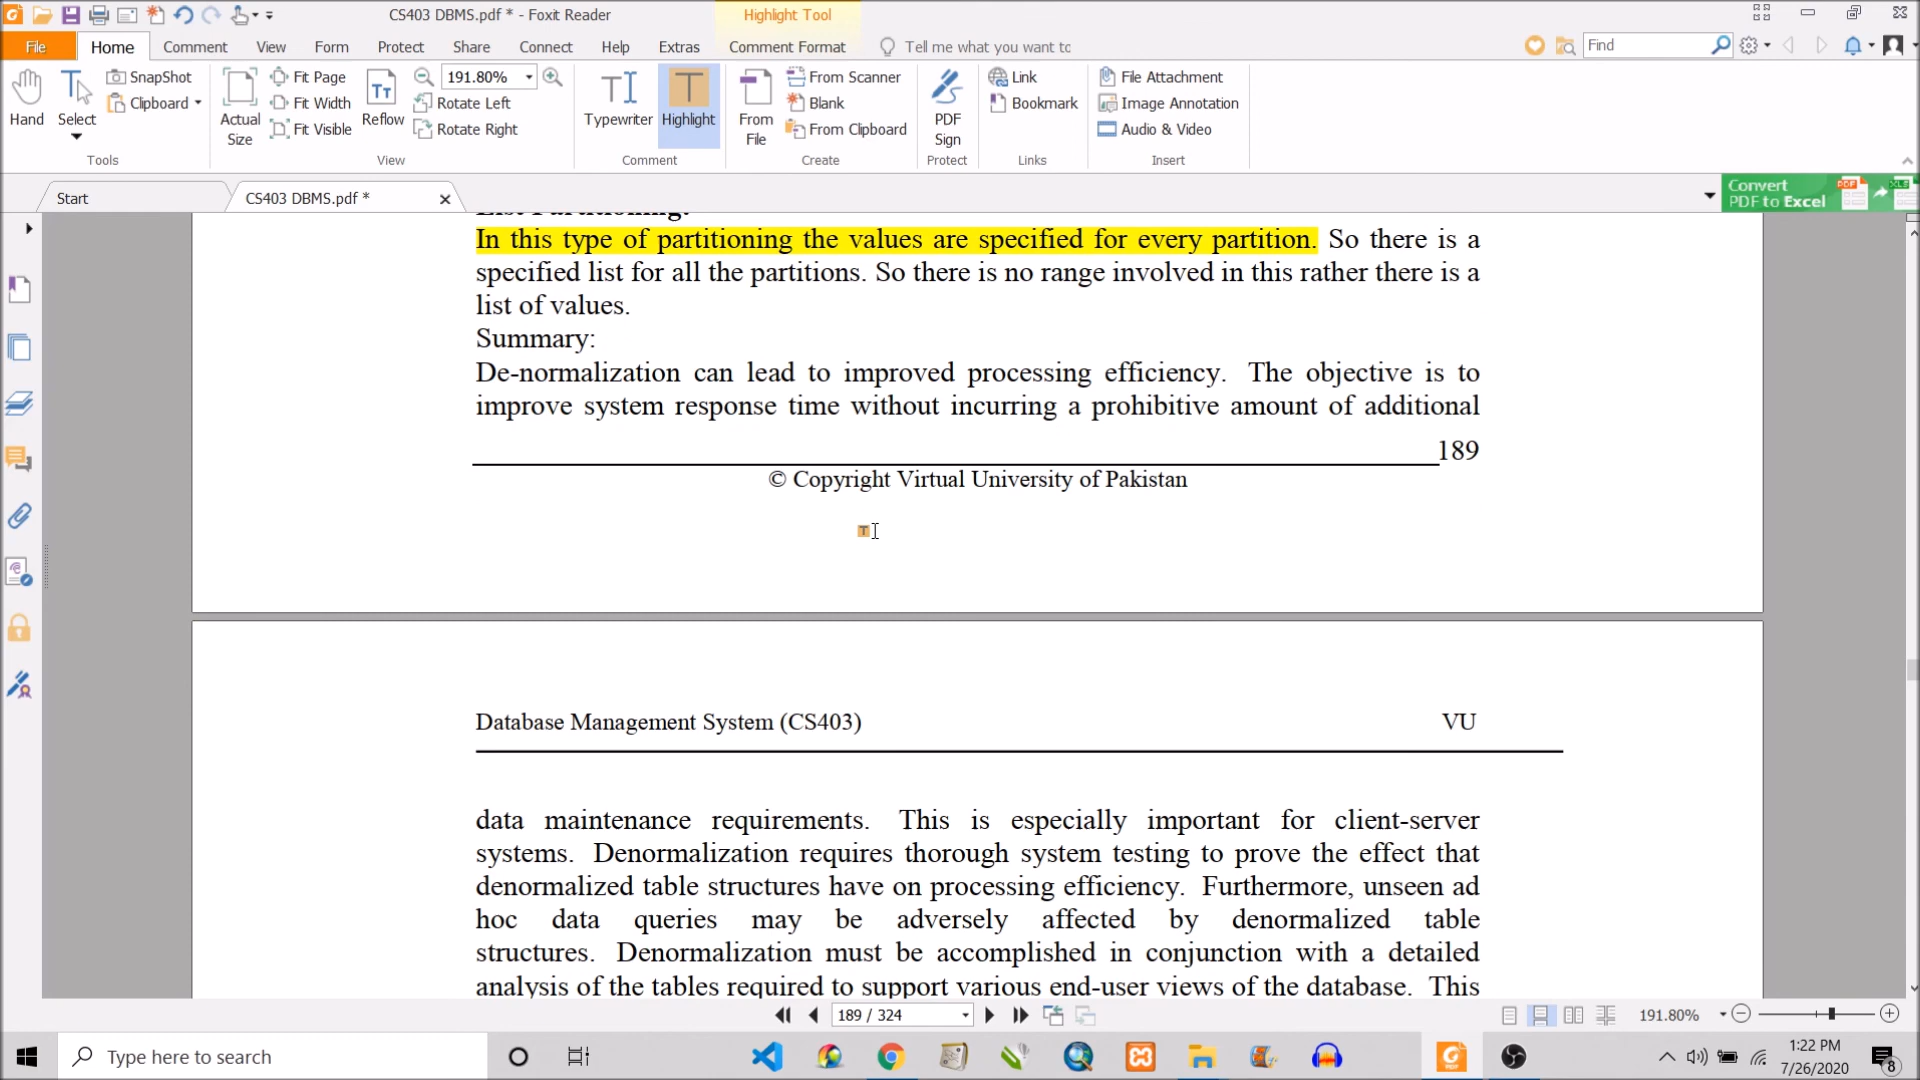 CS403 DBMS.pdf * - Foxit Reader
Highlight Tool
File Home Comment View Form Protect Share Connect Help Extras Comment Format Tell me what you want to Find
Hand
Select
SnapShot
Clipboard
Tools
Actual Size
Fit Page
Fit Width
Fit Visible
Reflow
191.80%
Rotate Left
Rotate Right
View
Typewriter
Highlight
Comment
From File
From Scanner
Blank
From Clipboard
Create
PDF Sign
Protect
Link
Bookmark
Links
File Attachment
Image Annotation
Audio & Video
Insert
Start
CS403 DBMS.pdf *
Convert
PDF to Excel
List Partitioning:
In this type of partitioning the values are specified for every partition. So there is a
specified list for all the partitions. So there is no range involved in this rather there is a
list of values.
Summary:
De-normalization can lead to improved processing efficiency. The objective is to
improve system response time without incurring a prohibitive amount of additional
189
© Copyright Virtual University of Pakistan
Database Management System (CS403) VU
data maintenance requirements. This is especially important for client-server
systems. Denormalization requires thorough system testing to prove the effect that
denormalized table structures have on processing efficiency. Furthermore, unseen ad
hoc data queries may be adversely affected by denormalized table
structures. Denormalization must be accomplished in conjunction with a detailed
analysis of the tables required to support various end-user views of the database. This
189 / 324
191.80%
Type here to search
1:22 PM
7/26/2020
8